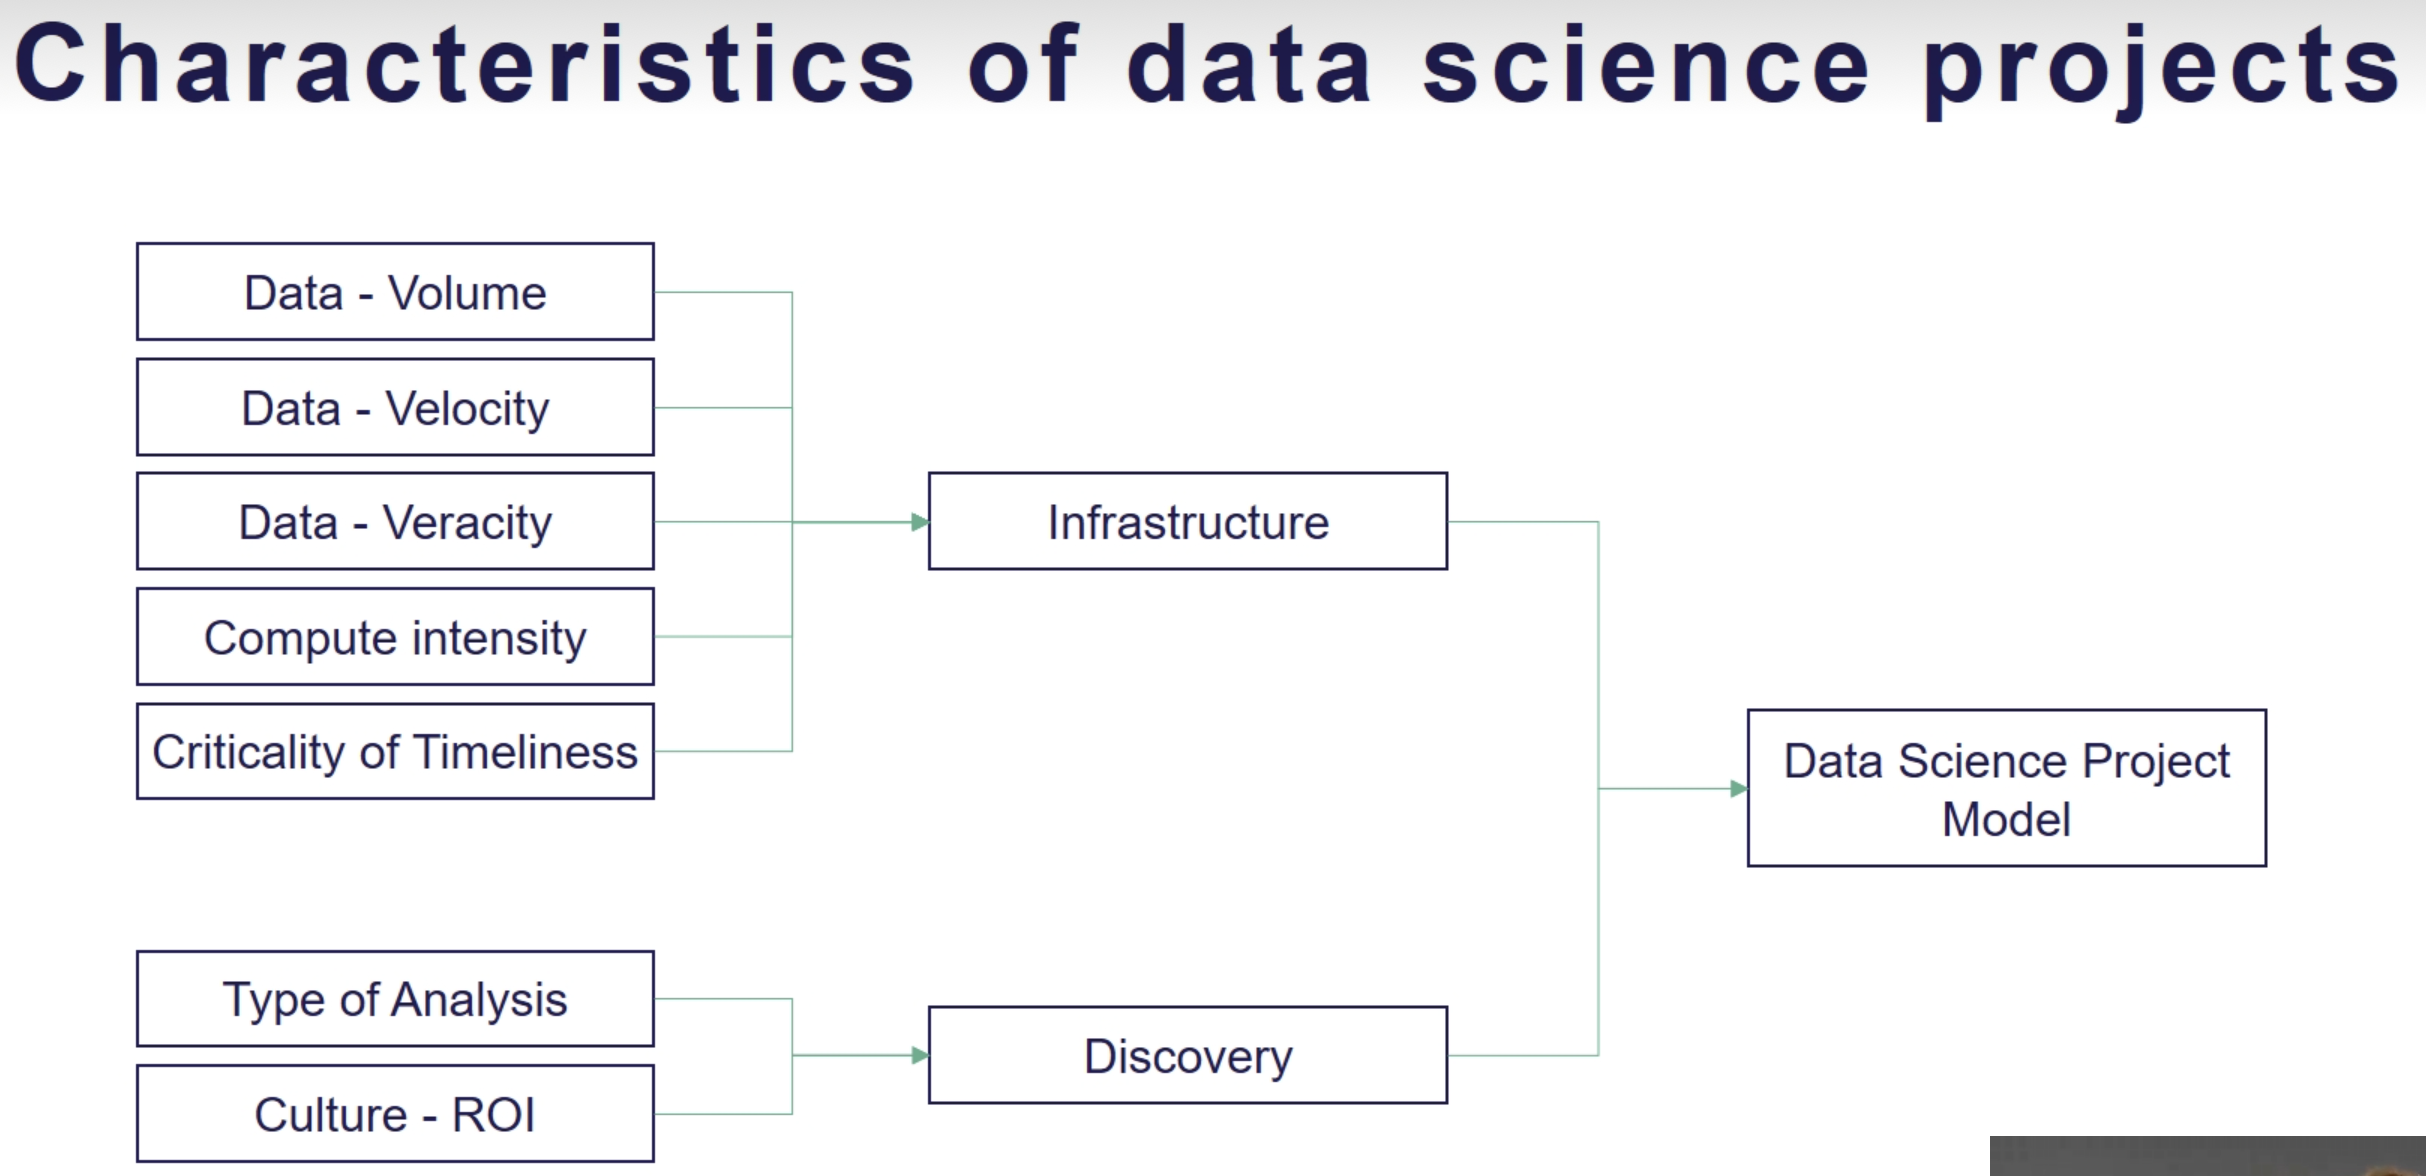 Characteristics of data science projects
Data - Volume
Data - Velocity
Data - Veracity
Compute intensity
Criticality of Timeliness
Infrastructure
Data Science Project
Model
Type of Analysis
Culture - ROI
Discovery